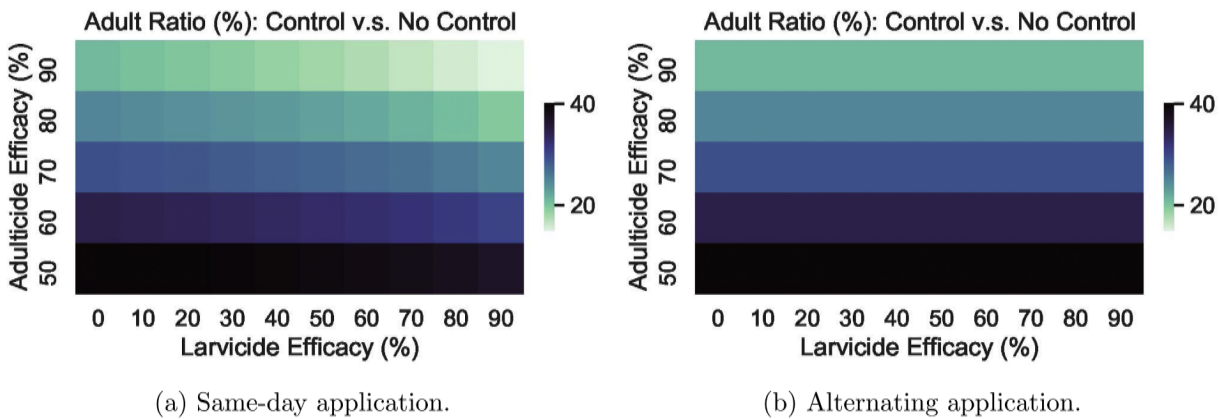 Adult Ratio (%): Control v.s. No Control
Adulticide Efficacy (%)
90
80
70
60
50
0 10 20 30 40 50 60 70 80 90
Larvicide Efficacy (%)
40
20
(a) Same-day application.
Adult Ratio (%): Control v.s. No Control
Adulticide Efficacy (%)
90
80
70
60
50
0 10 20 30 40 50 60 70 80 90
Larvicide Efficacy (%)
40
20
(b) Alternating application.